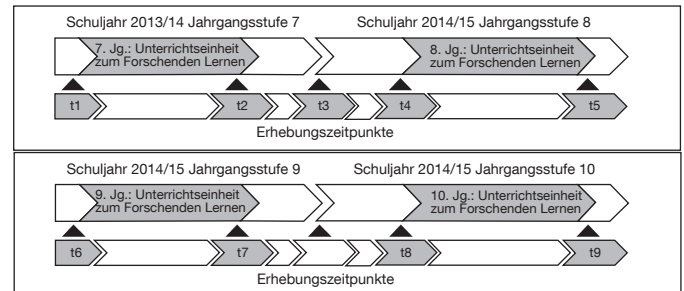 Schuljahr 2013/14 Jahrgangsstufe 7 Schuljahr 2014/15 Jahrgangsstufe 8
7. Jg.: Unterrichtseinheit 8. Jg.: Unterrichtseinheit
zum Forschenden Lernen zum Forschenden Lernen
t1 t2 t3 t4 t5
Erhebungszeitpunkte
Schuljahr 2014/15 Jahrgangsstufe 9 Schuljahr 2014/15 Jahrgangsstufe 10
9. Jg.: Unterrichtseinheit 10. Jg.: Unterrichtseinheit
zum Forschenden Lernen zum Forschenden Lernen
t6 t7 t8 t9
Erhebungszeitpunkte